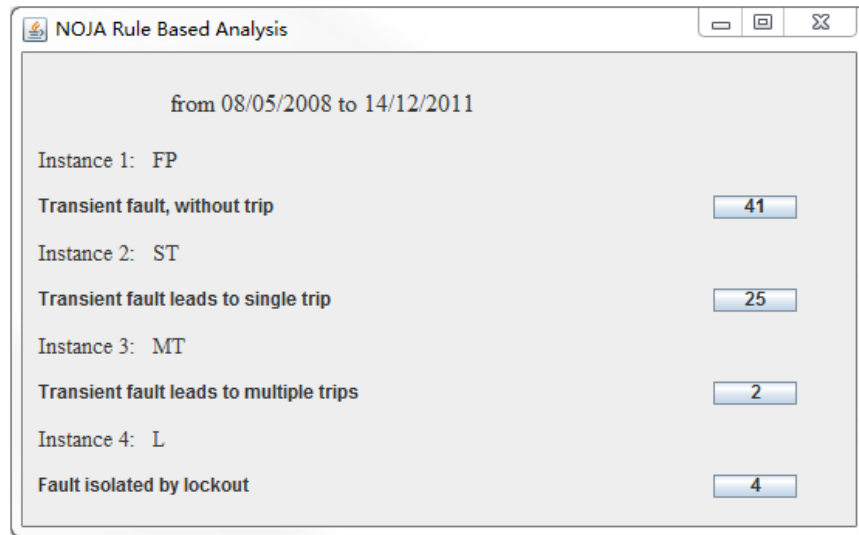 NOJA Rule Based Analysis
from 08/05/2008 to 14/12/2011
Instance 1: FP
Transient fault, without trip 41
Instance 2: ST
Transient fault leads to single trip 25
Instance 3: MT
Transient fault leads to multiple trips 2
Instance 4: L
Fault isolated by lockout 4